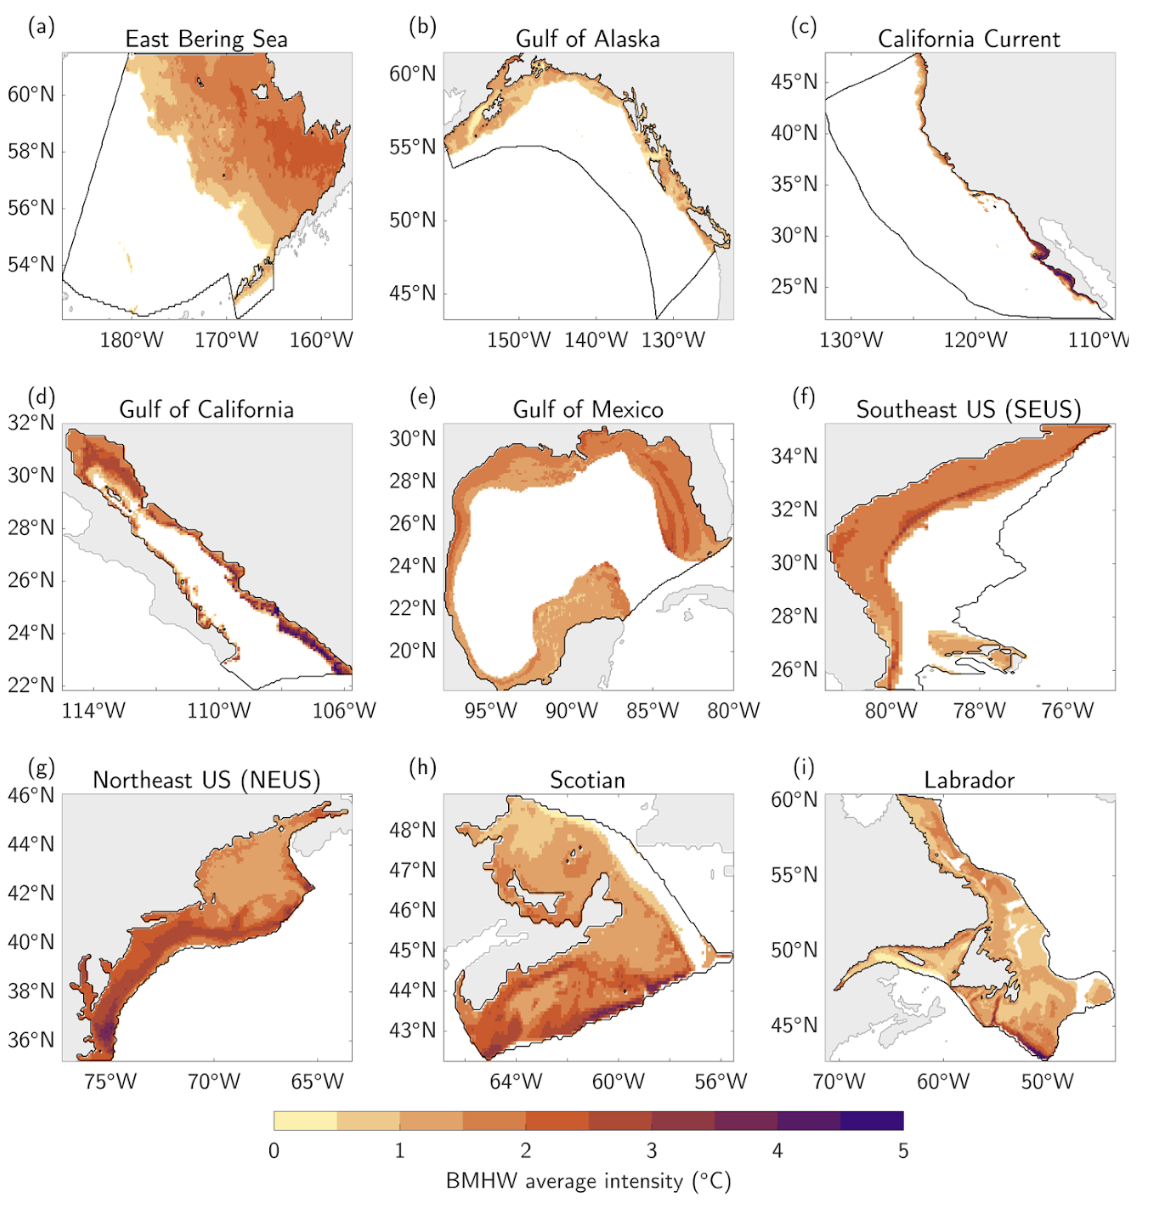 (a)
East Bering Sea
60°N
58°N
56°N
54°N
180°W 170°W 160°W
(b)
Gulf of Alaska
60°N
55°N
50°N
45°N
150°W 140°W 130°W
(c)
California Current
45°N
40°N
35°N
30°N
25°N
130°W 120°W 110°W
(d)
Gulf of California
32°N
30°N
28°N
26°N
24°N
22°N
114°W 110°W 106°W
(e)
Gulf of Mexico
30°N
28°N
26°N
24°N
22°N
20°N
95°W 90°W 85°W 80°W
(f)
Southeast US (SEUS)
34°N
32°N
30°N
28°N
26°N
80°W 78°W 76°W
(g)
Northeast US (NEUS)
46°N
44°N
42°N
40°N
38°N
36°N
75°W 70°W 65°W
(h)
Scotian
48°N
47°N
46°N
45°N
44°N
43°N
64°W 60°W 56°W
(i)
Labrador
60°N
55°N
50°N
45°N
70°W 60°W 50°W
0 1 2 3 4 5
BMHW average intensity (°C)